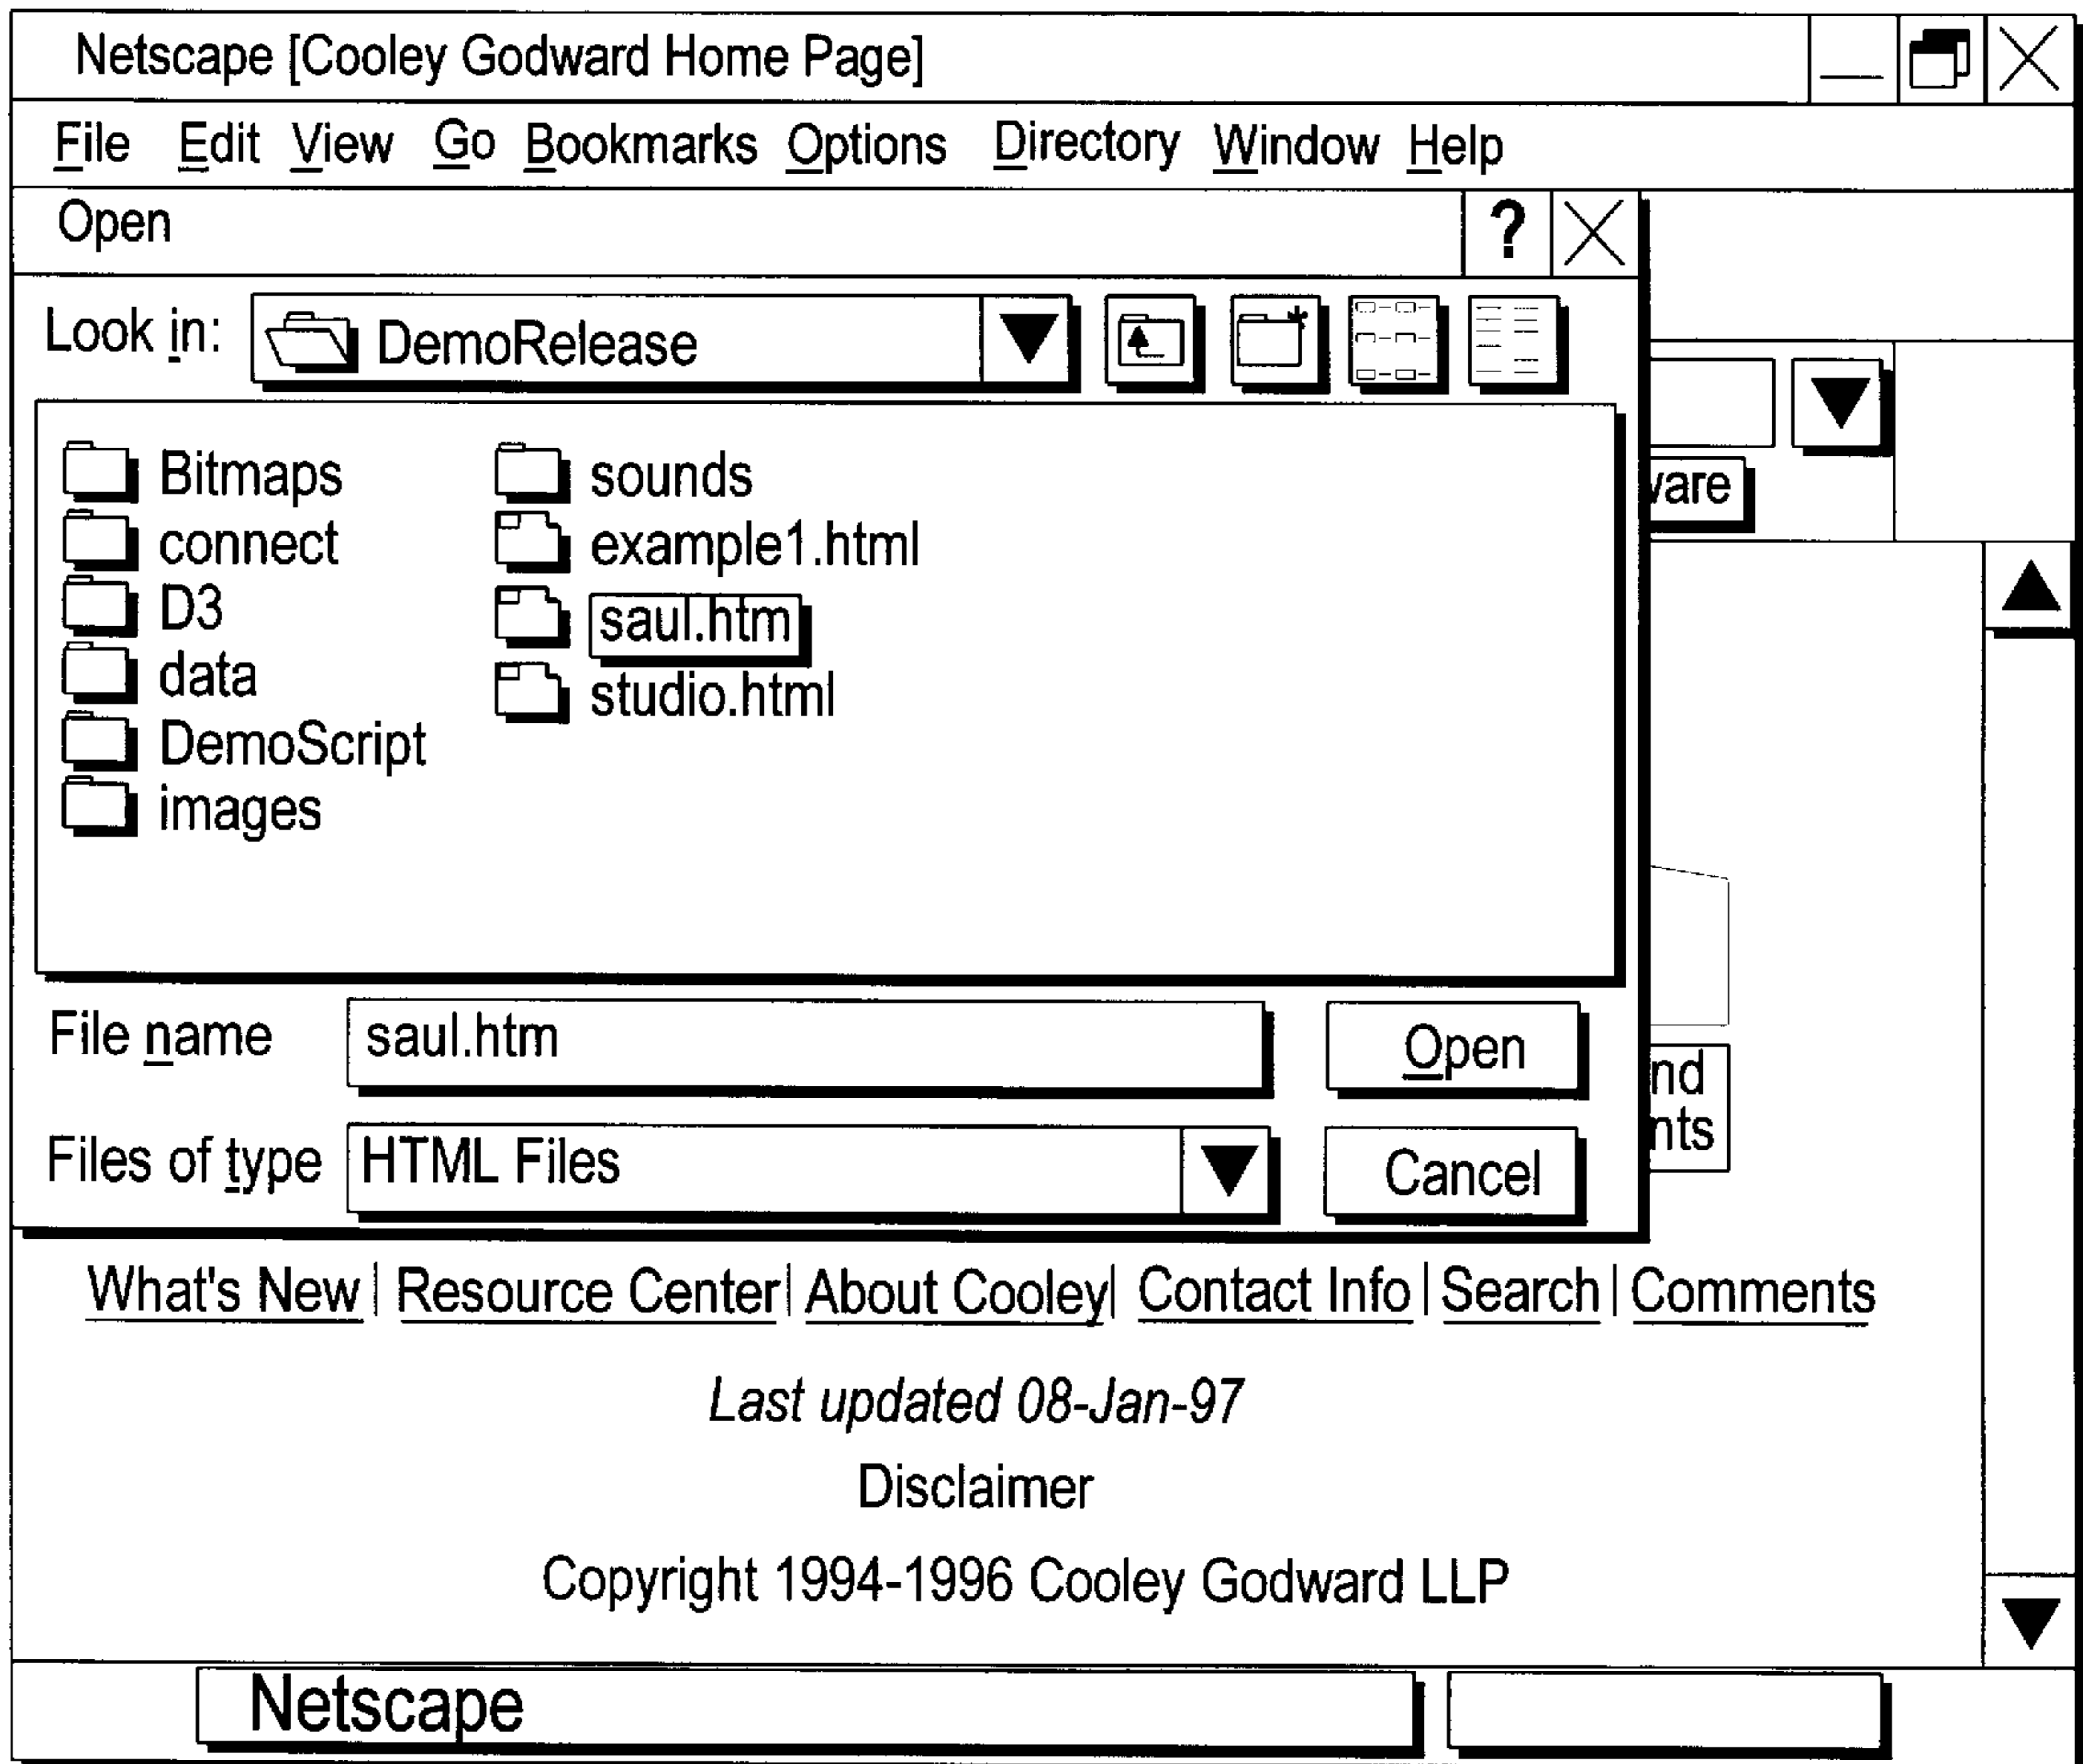 Netscape [Cooley Godward Home Page]
File Edit View Go Bookmarks Options Directory Window Help
Open ?
Look in: DemoRelease
Bitmaps sounds
connect example1.html
D3 saul.htm
data studio.html
DemoScript
images
ware
File name saul.htm Open
nd
nts
Files of type HTML Files Cancel
What's New | Resource Center | About Cooley | Contact Info | Search | Comments
Last updated 08-Jan-97
Disclaimer
Copyright 1994-1996 Cooley Godward LLP
Netscape